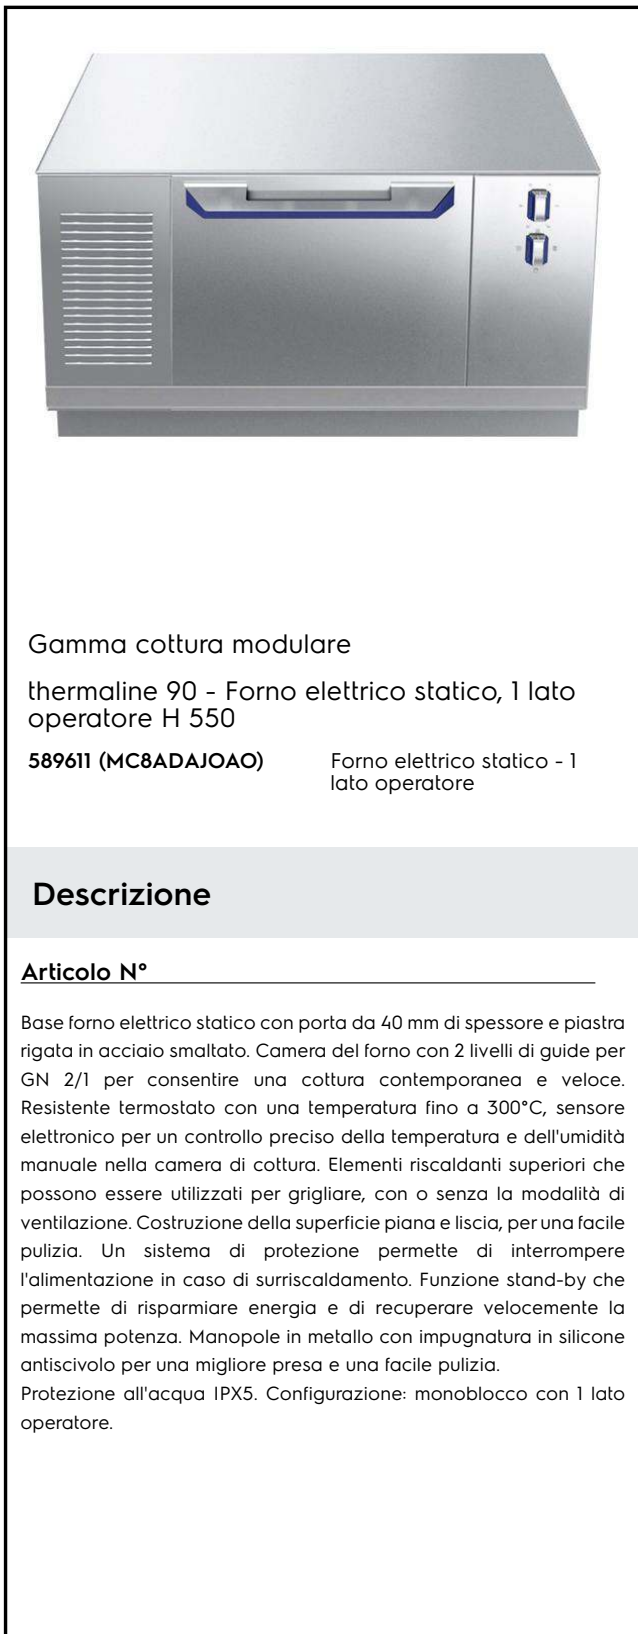 Gamma cottura modulare
thermaline 90 - Forno elettrico statico, 1 lato
operatore H 550
589611 (MC8ADAJOAO)
Forno elettrico statico - 1
lato operatore
Descrizione
Articolo N°
Base forno elettrico statico con porta da 40 mm di spessore e piastra
rigata in acciaio smaltato. Camera del forno con 2 livelli di guide per
GN 2/1 per consentire una cottura contemporanea e veloce.
Resistente termostato con una temperatura fino a 300°C, sensore
elettronico per un controllo preciso della temperatura e dell'umidità
manuale nella camera di cottura. Elementi riscaldanti superiori che
possono essere utilizzati per grigliare, con o senza la modalità di
ventilazione. Costruzione della superficie piana e liscia, per una facile
pulizia. Un sistema di protezione permette di interrompere
l'alimentazione in caso di surriscaldamento. Funzione stand-by che
permette di risparmiare energia e di recuperare velocemente la
massima potenza. Manopole in metallo con impugnatura in silicone
antiscivolo per una migliore presa e una facile pulizia.
Protezione all'acqua IPX5. Configurazione: monoblocco con 1 lato
operatore.